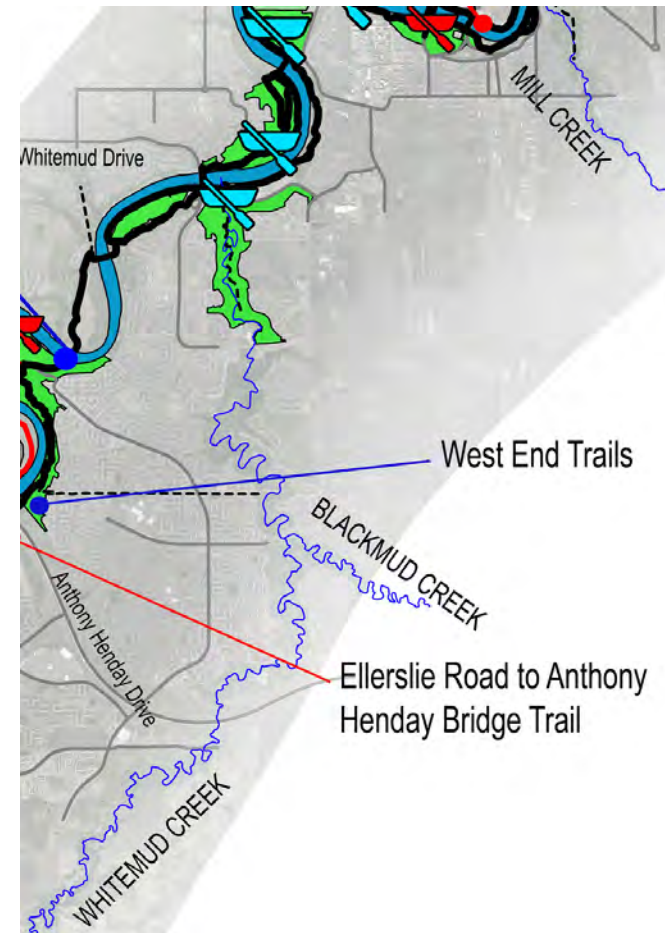 MILL CREEK
Whitemud Drive
West End Trails
BLACKMUD CREEK
Anthony Henday Drive
Ellerslie Road to Anthony
Henday Bridge Trail
WHITEMUD CREEK